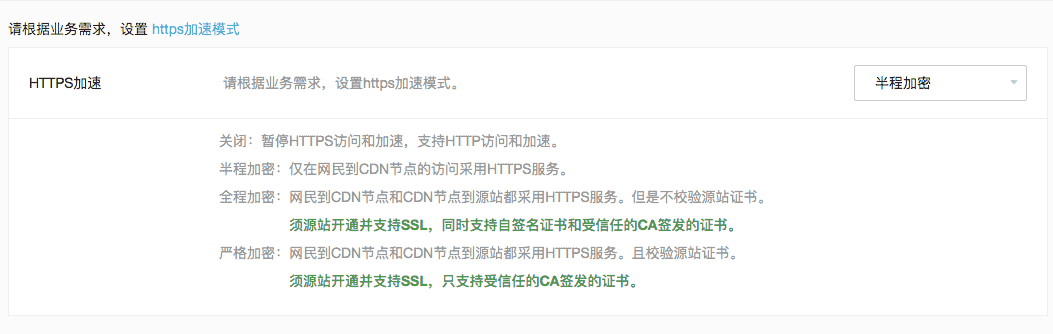 请根据业务需求，设置 https加速模式
HTTPS加速 请根据业务需求，设置https加速模式。 半程加密
关闭：暂停HTTPS访问和加速，支持HTTP访问和加速。
半程加密：仅在网民到CDN节点的访问采用HTTPS服务。
全程加密：网民到CDN节点和CDN节点到源站都采用HTTPS服务。但是不校验源站证书。
须源站开通并支持SSL，同时支持自签名证书和受信任的CA签发的证书。
严格加密：网民到CDN节点和CDN节点到源站都采用HTTPS服务。且校验源站证书。
须源站开通并支持SSL，只支持受信任的CA签发的证书。